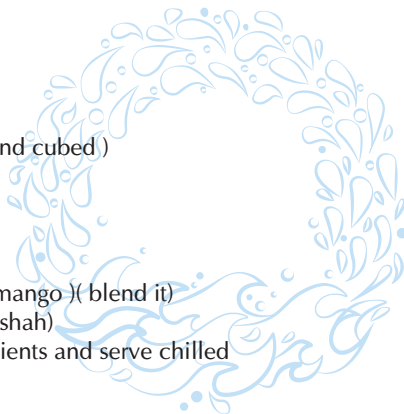 nd cubed )
mango )( blend it)
shah)
ients and serve chilled